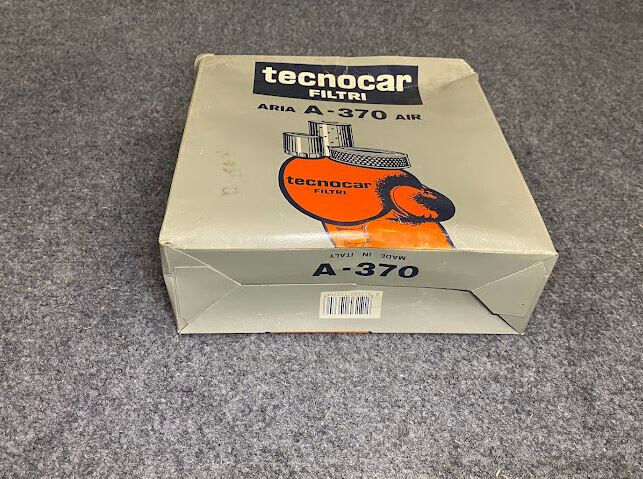 tecnocar
FILTRI
ARIA A-370 AIR
tecnocar
FILTRI
MADE IN ITALY
A-370